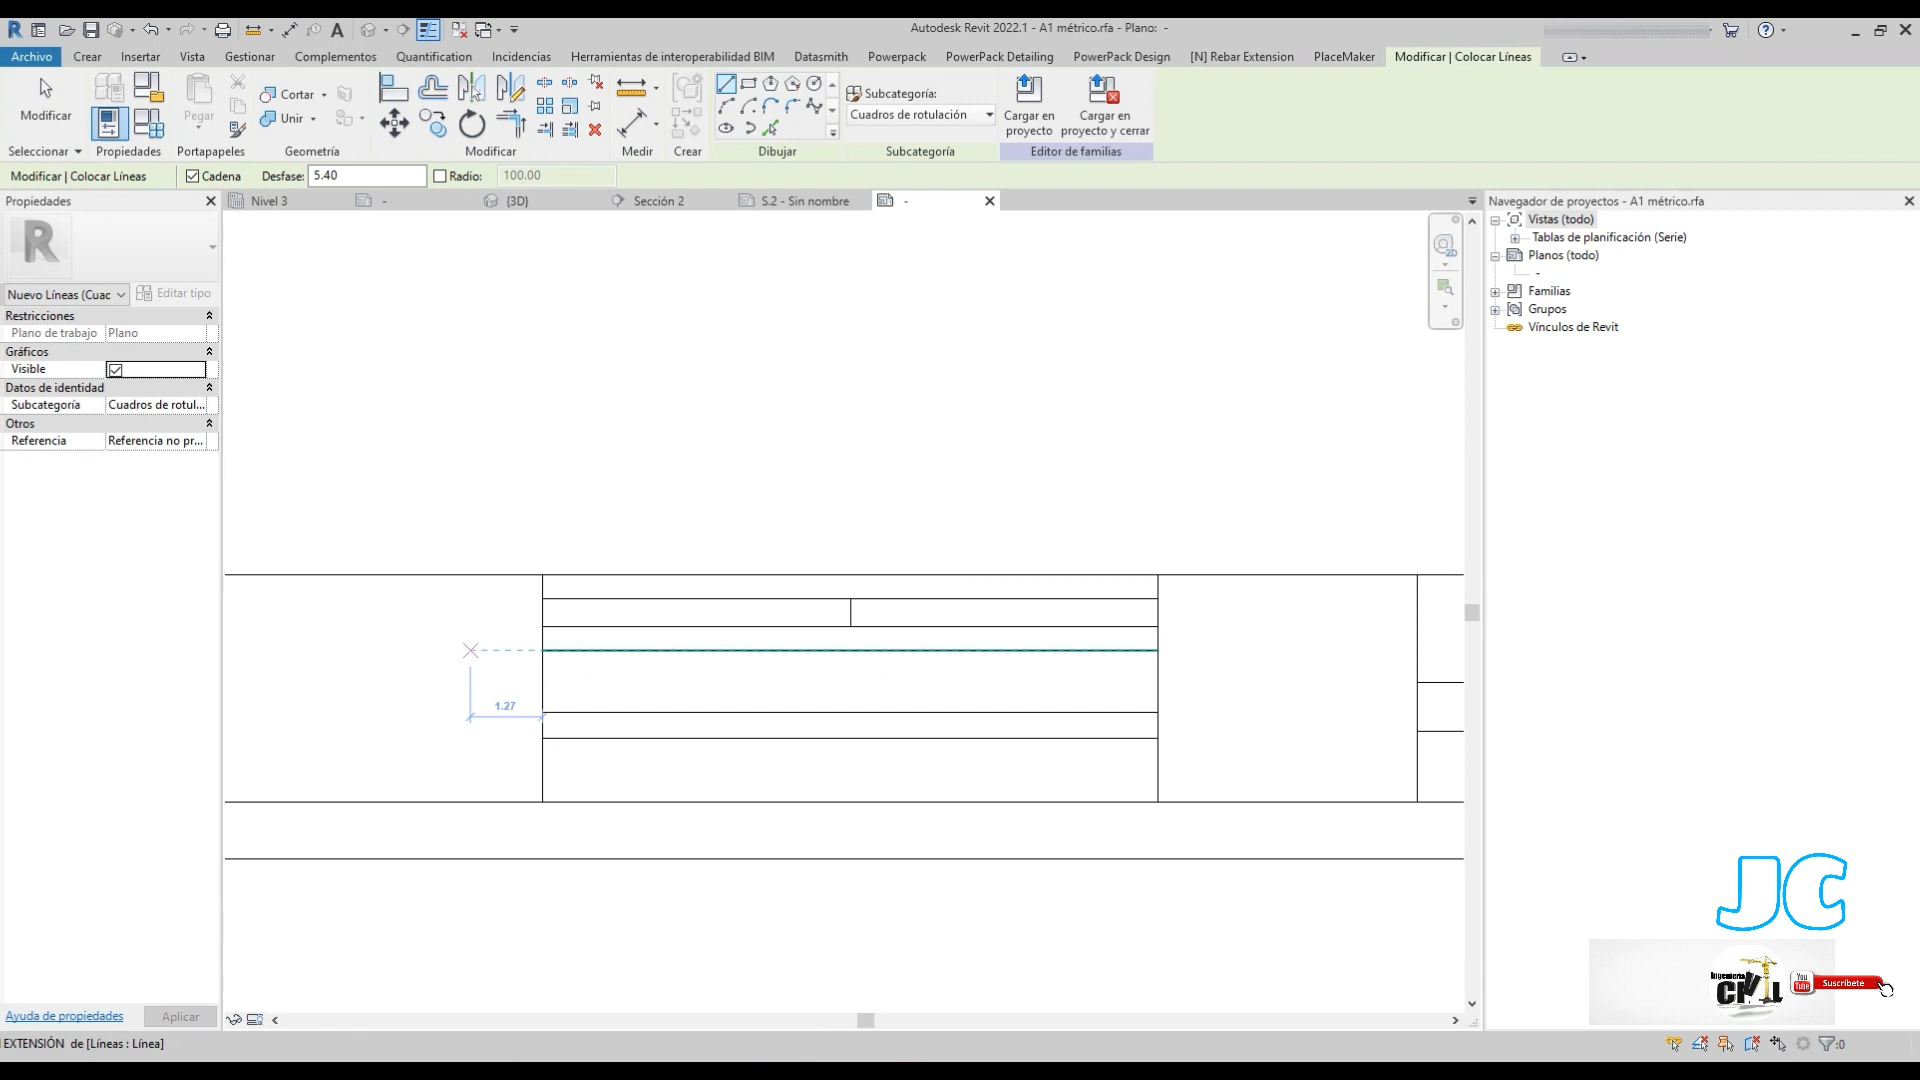 Autodesk Revit 2022.1 - A1 métrico.rfa - Plano: -
Archivo Crear Insertar Vista Gestionar Complementos Quantification Incidencias Herramientas de interoperabilidad BIM Datasmith Powerpack PowerPack Detailing PowerPack Design [N] Rebar Extension PlaceMaker Modificar | Colocar Líneas
Modificar
Pegar
Cortar
Unir
Subcategoría:
Cuadros de rotulación
Cargar en proyecto
Cargar en proyecto y cerrar
Seleccionar Propiedades Portapapeles Geometría Modificar Medir Crear Dibujar Subcategoría Editor de familias
Modificar | Colocar Líneas Cadena Desfase: 5.40 Radio: 100.00
Propiedades
Nivel 3 - {3D} Sección 2 S.2 - Sin nombre -
Navegador de proyectos - A1 métrico.rfa
R
Nuevo Líneas (Cuac Editar tipo
Restricciones
Plano de trabajo Plano
Gráficos
Visible
Datos de identidad
Subcategoría Cuadros de rotul...
Otros
Referencia Referencia no pr...
Vistas (todo)
Tablas de planificación (Serie)
Planos (todo)
-
Familias
Grupos
Vínculos de Revit
2D
1.27
JC
Ingeniería
CIVIL
You Tube
Suscríbete
Ayuda de propiedades Aplicar
EXTENSIÓN de [Líneas : Línea]
:0